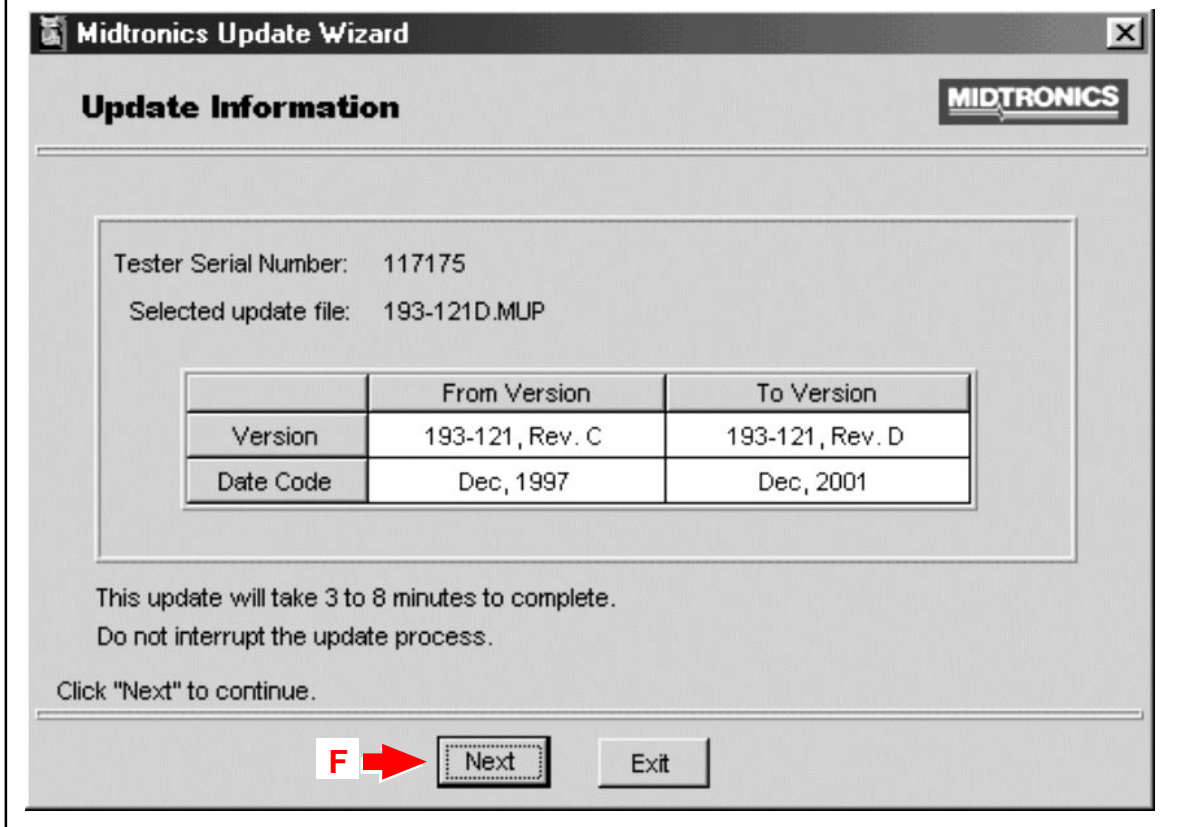 Midtronics Update Wizard
Update Information
MIDTRONICS
Tester Serial Number: 117175
Selected update file: 193-121D.MUP
From Version To Version
Version 193-121, Rev. C 193-121, Rev. D
Date Code Dec, 1997 Dec, 2001
This update will take 3 to 8 minutes to complete.
Do not interrupt the update process.
Click "Next" to continue.
F Next Exit